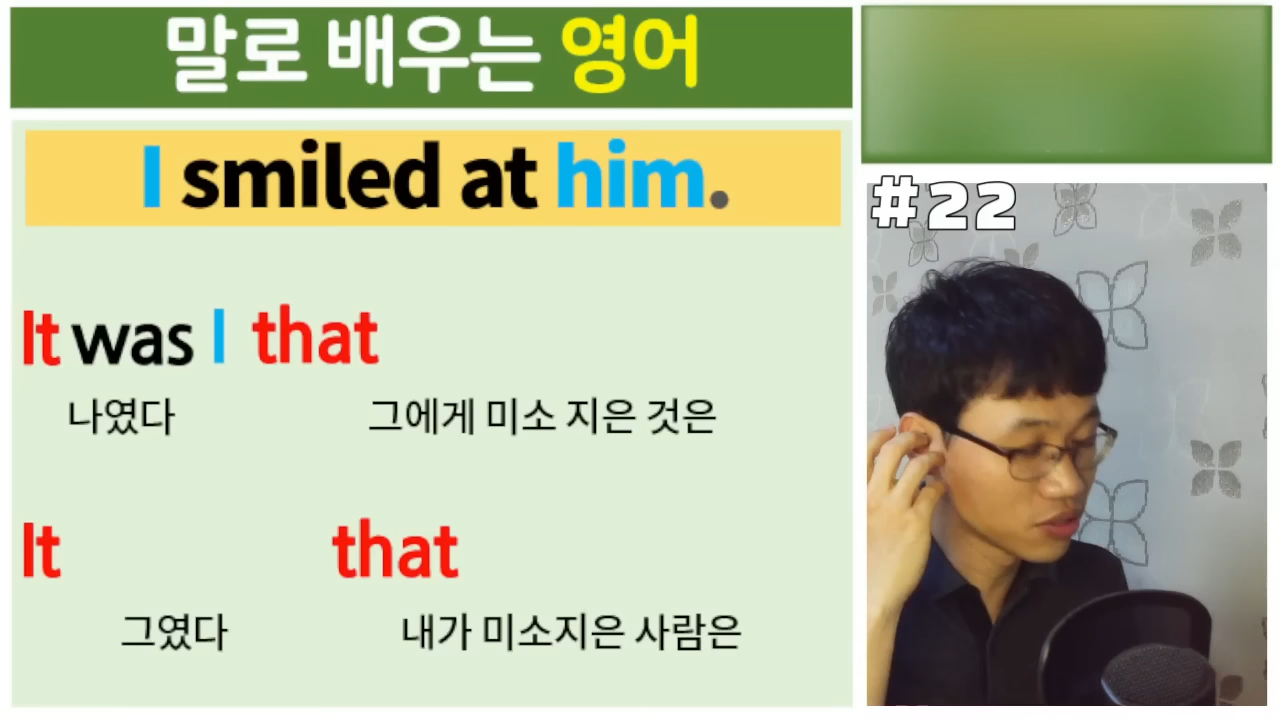 말로 배우는 영어
I smiled at him.
#22
It was I that
나였다 그에게 미소 지은 것은
It that
그였다 내가 미소지은 사람은